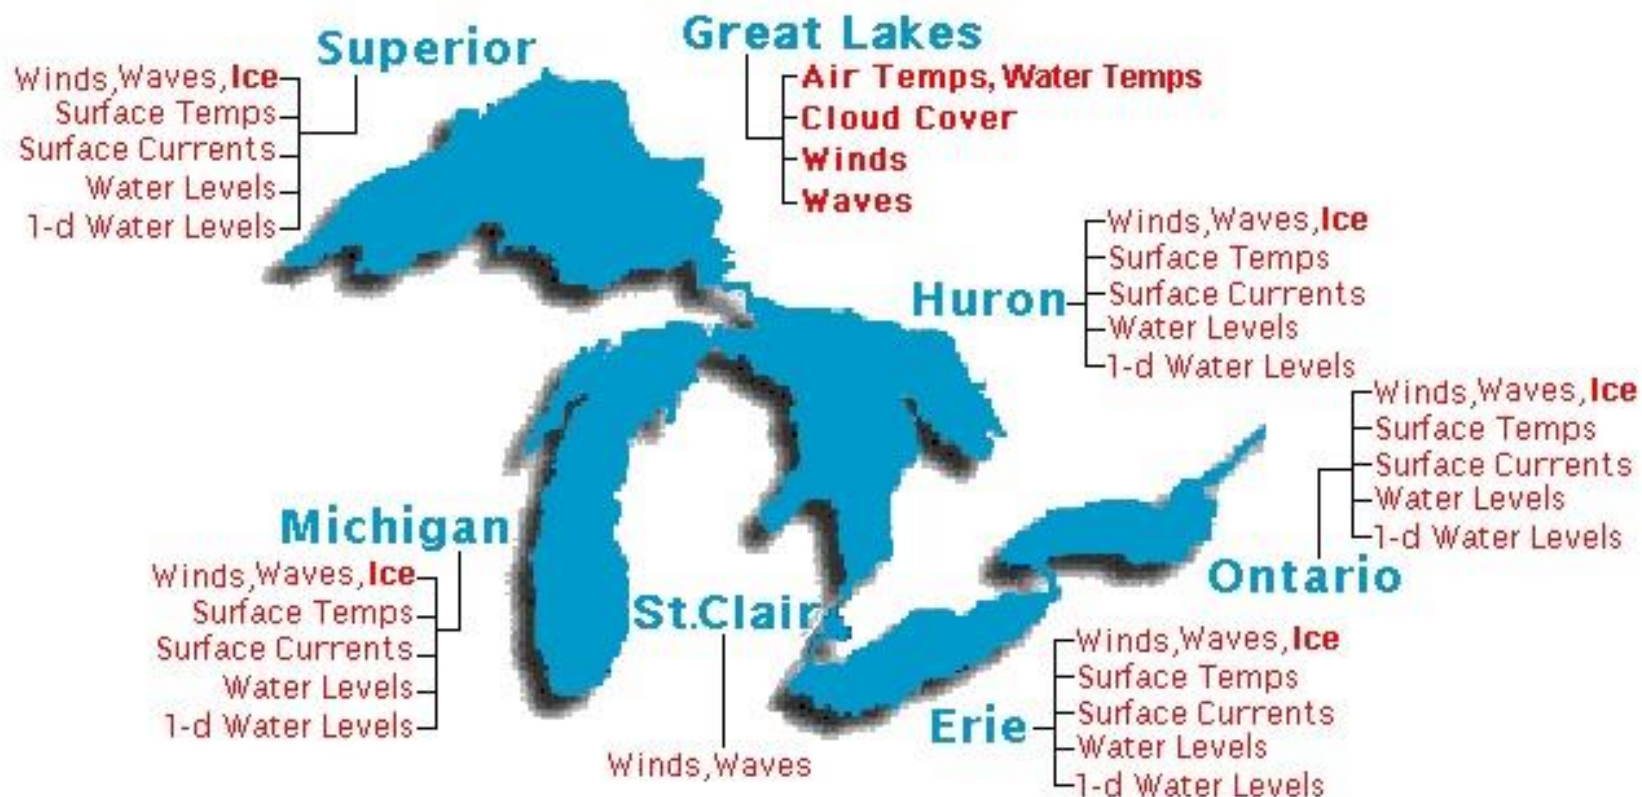 Superior
Winds,Waves,Ice
Surface Temps
Surface Currents
Water Levels
1-d Water Levels
Great Lakes
Air Temps,Water Temps
Cloud Cover
Winds
Waves
Huron
Winds,Waves,Ice
Surface Temps
Surface Currents
Water Levels
1-d Water Levels
Ontario
Winds,Waves,Ice
Surface Temps
Surface Currents
Water Levels
1-d Water Levels
Michigan
Winds,Waves,Ice
Surface Temps
Surface Currents
Water Levels
1-d Water Levels
St.Clair
Winds,Waves
Erie
Winds,Waves,Ice
Surface Temps
Surface Currents
Water Levels
1-d Water Levels